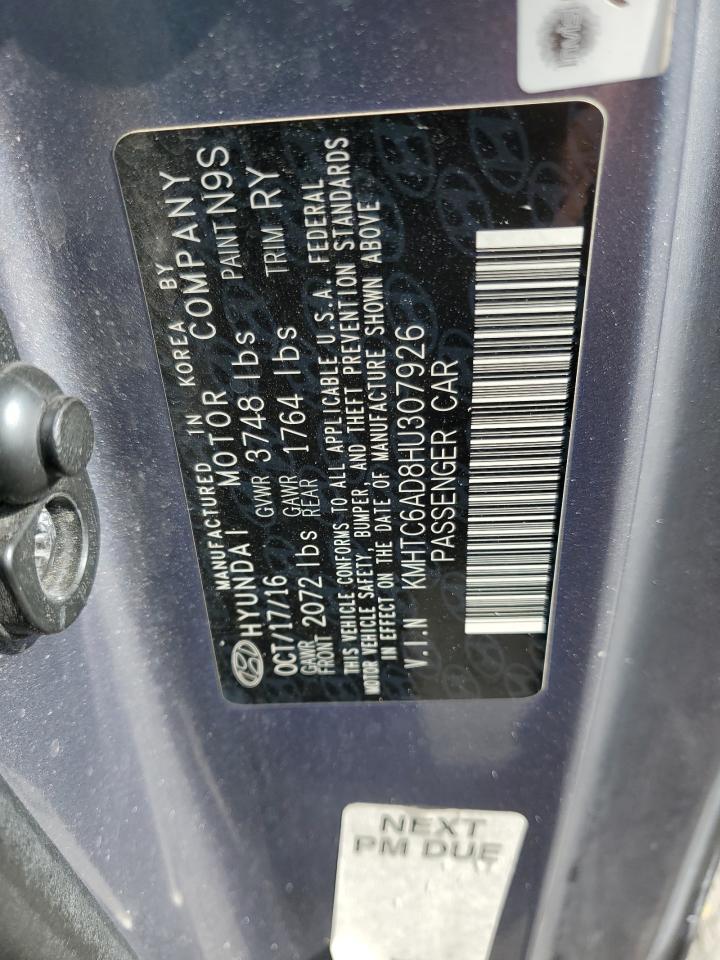 MANUFACTURED IN KOREA BY
HYUNDAI MOTOR COMPANY
OCT/17/16 GVWR 3748 lbs PAINT N9S
GAWR FRONT 2072 lbs GAWR REAR 1764 lbs TRIM RY
THIS VEHICLE CONFORMS TO ALL APPLICABLE U.S.A. FEDERAL
MOTOR VEHICLE SAFETY, BUMPER, AND THEFT PREVENTION STANDARDS
IN EFFECT ON THE DATE OF MANUFACTURE SHOWN ABOVE
V.I.N KMHTC6AD8HU307926
PASSENGER CAR
NEXT
PM DUE